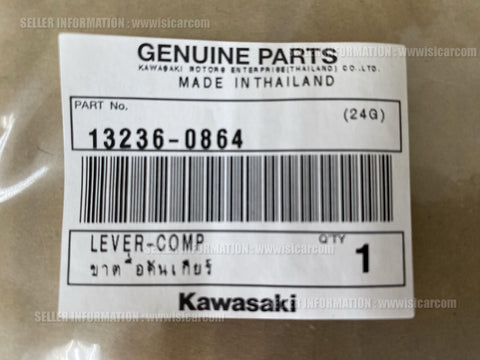 SELLER INFORMATION : www.isicar.com
GENUINE PARTS
KAWASAKI MOTORS ENTERPRISE(THAILAND) CO.,LTD.
MADE INTHAILAND
PART No. (24G)
13236-0864
LEVER-COMP Q'TY
ขาต ื่อคันเกียร์ 1
Kawasaki
SELLER INFORMATION : www.isicar.com